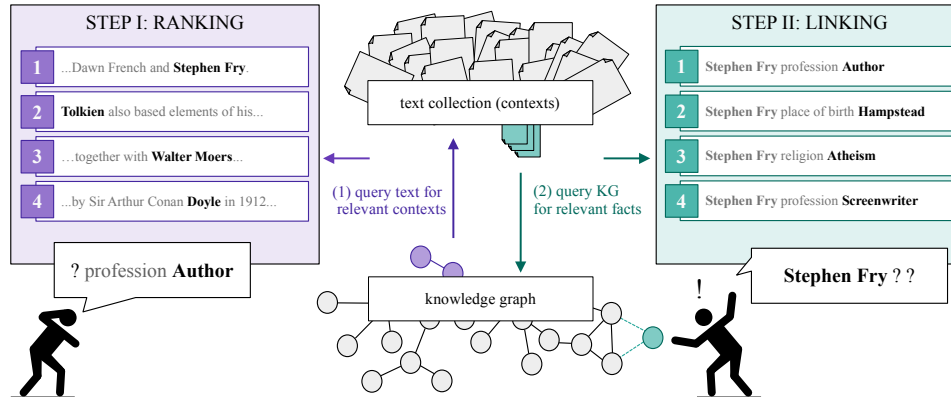 STEP I: RANKING
1 ...Dawn French and Stephen Fry.
2 Tolkien also based elements of his...
3 ...together with Walter Moers...
4 ...by Sir Arthur Conan Doyle in 1912...
? profession Author
text collection (contexts)
(1) query text for
relevant contexts
(2) query KG
for relevant facts
knowledge graph
STEP II: LINKING
1 Stephen Fry profession Author
2 Stephen Fry place of birth Hampstead
3 Stephen Fry religion Atheism
4 Stephen Fry profession Screenwriter
!
Stephen Fry ? ?